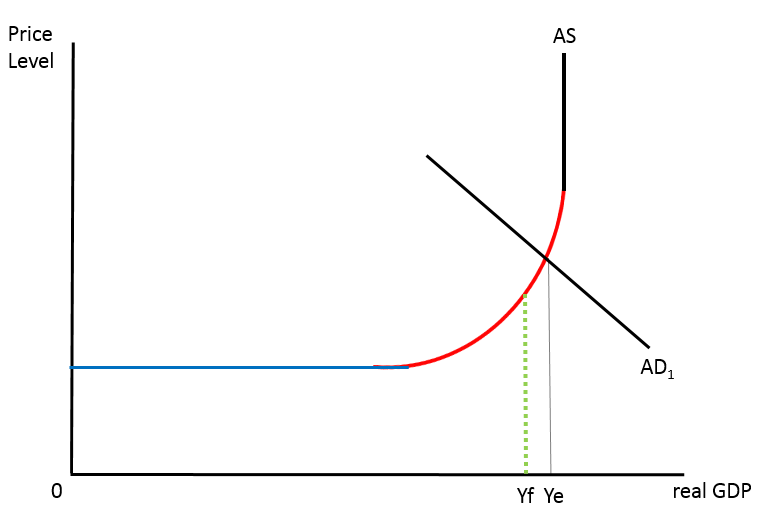 Price
Level
AS
AD₁
0
Yf Ye
real GDP